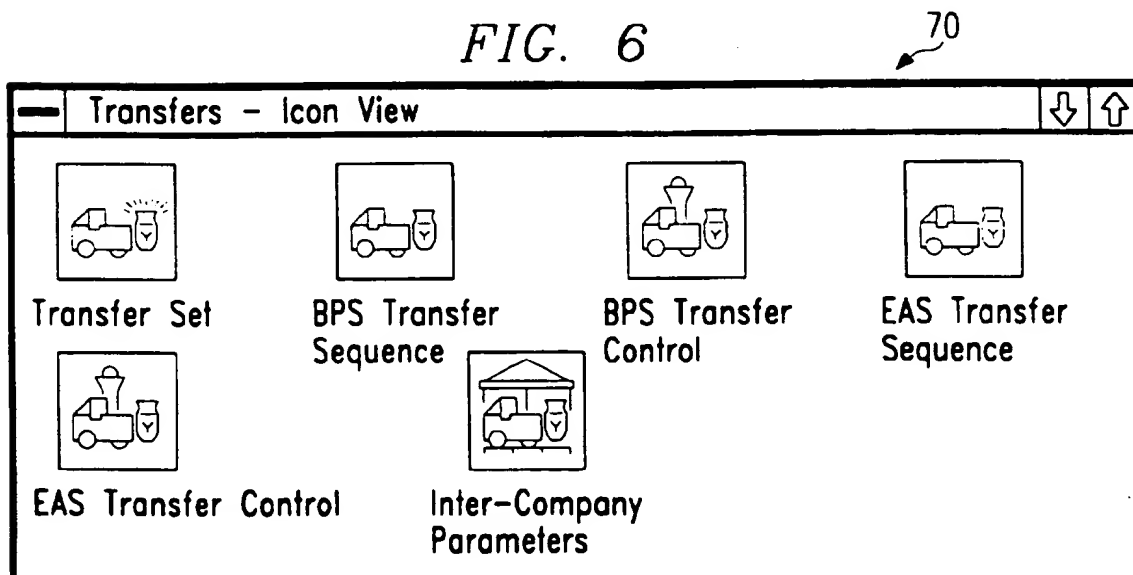 FIG. 6
70
Transfers - Icon View
Transfer Set
BPS Transfer
Sequence
BPS Transfer
Control
EAS Transfer
Sequence
EAS Transfer Control
Inter-Company
Parameters